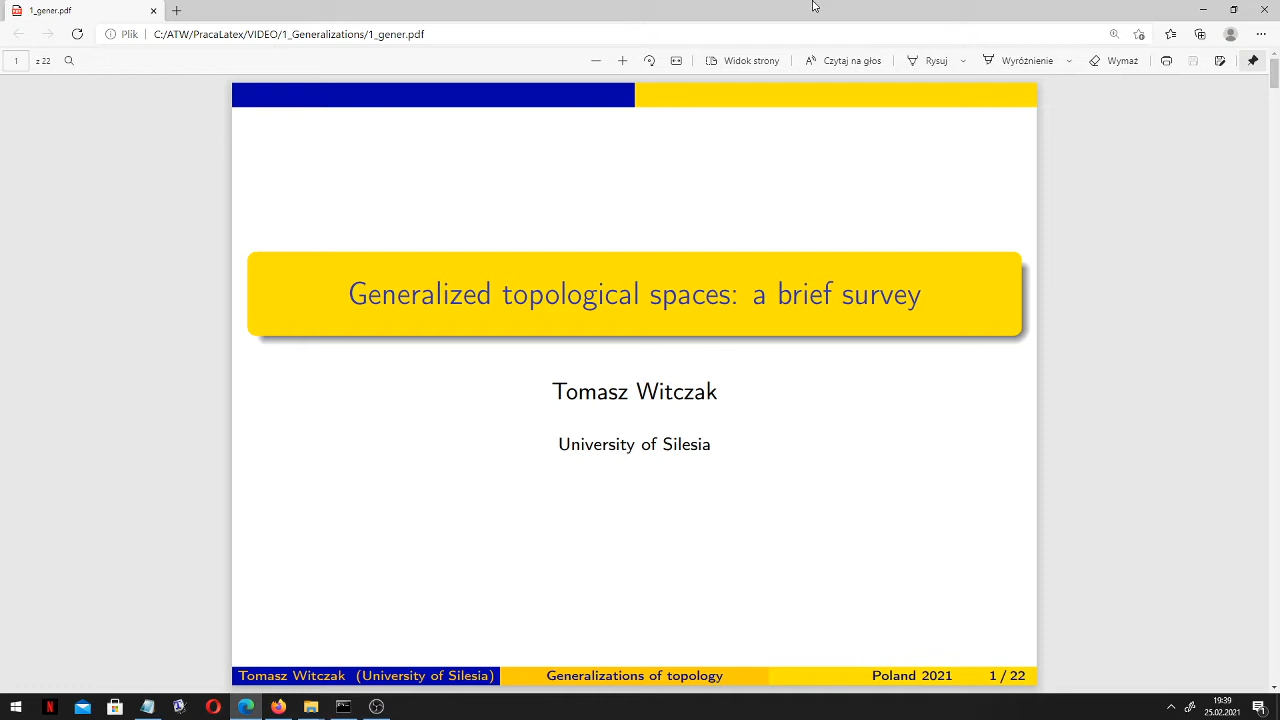 1_gener.pdf
Plik C:/ATW/PracaLatex/VIDEO/1_Generalizations/1_gener.pdf
1 z 22 Widok strony Czytaj na głos Rysuj Wyróżnienie Wymaż
Generalized topological spaces: a brief survey
Tomasz Witczak
University of Silesia
Tomasz Witczak (University of Silesia) Generalizations of topology Poland 2021 1 / 22
19:39
25.02.2021